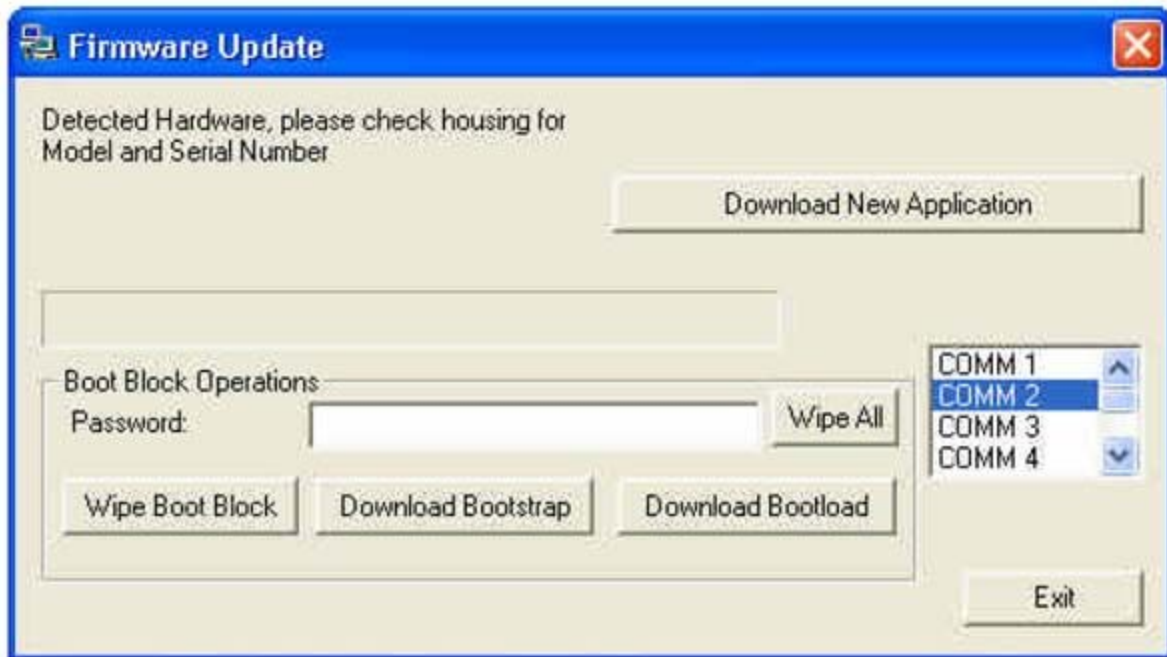 Firmware Update
Detected Hardware, please check housing for
Model and Serial Number
Download New Application
Boot Block Operations
Password:
Wipe All
COMM 1
COMM 2
COMM 3
COMM 4
Wipe Boot Block
Download Bootstrap
Download Bootload
Exit